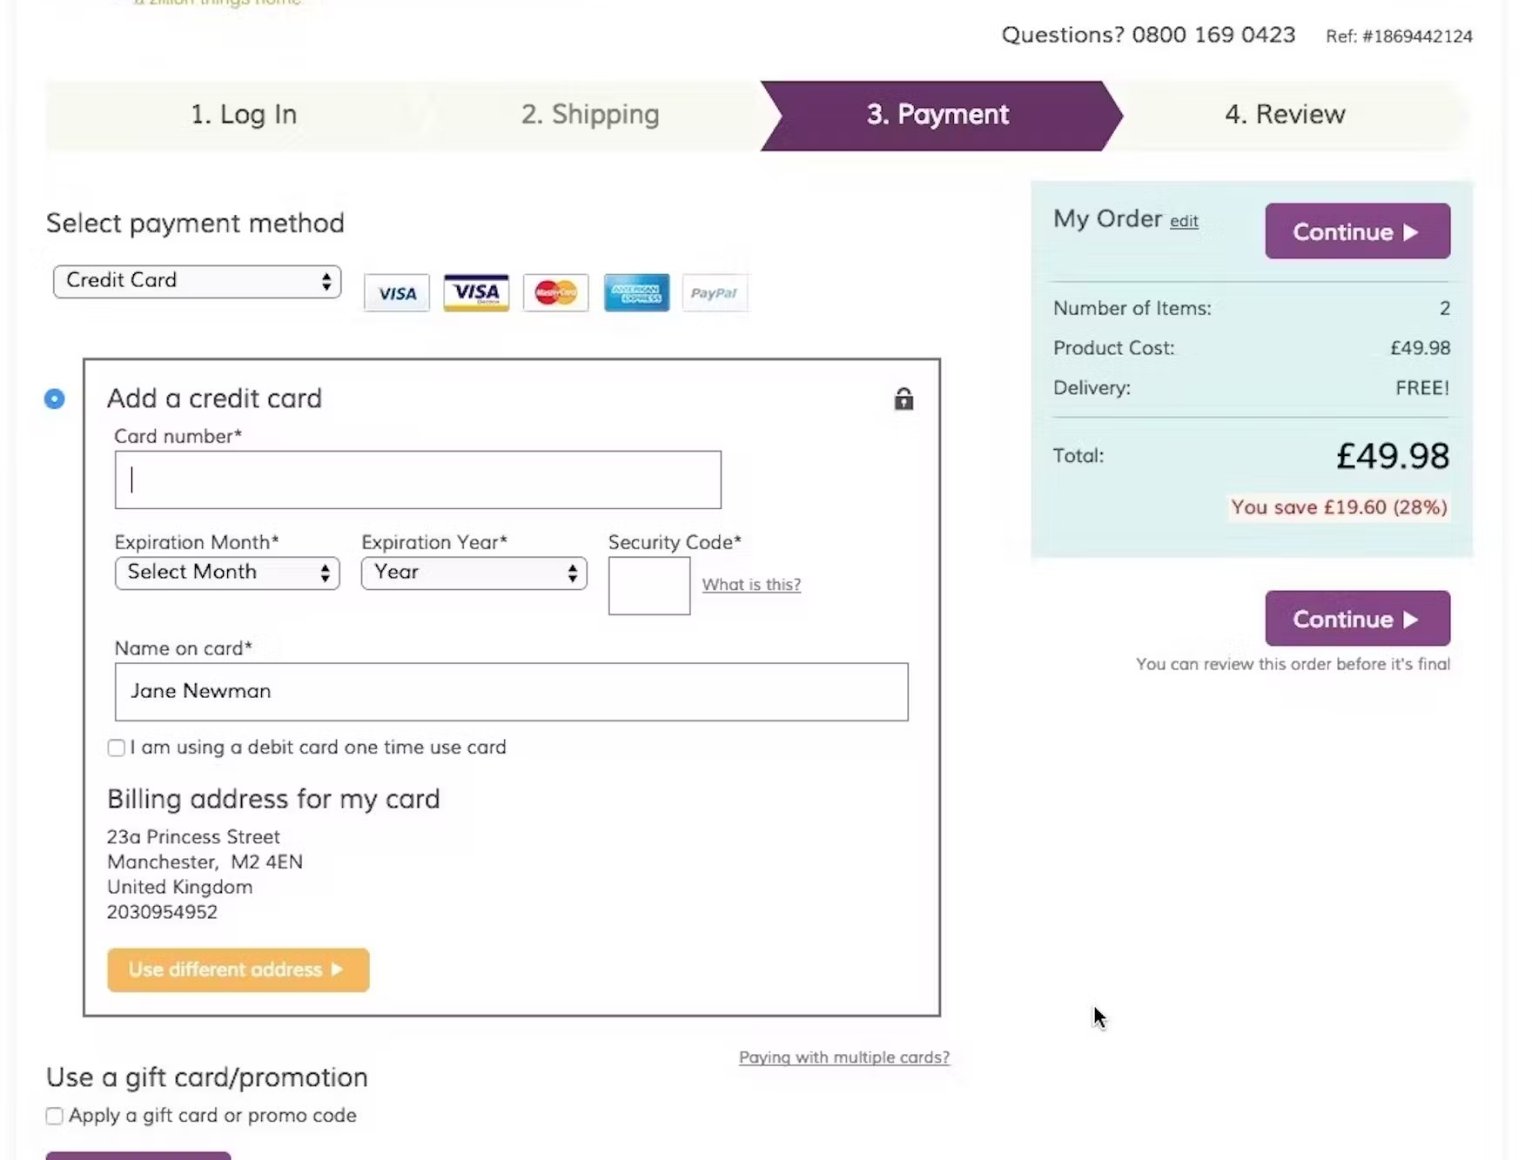 a zillion things home
Questions? 0800 169 0423 Ref: #1869442124
1. Log In 2. Shipping 3. Payment 4. Review
Select payment method
Credit Card VISA VISA MasterCard AMERICAN EXPRESS PayPal
Add a credit card
Card number*
Expiration Month* Expiration Year* Security Code*
Select Month Year What is this?
Name on card*
Jane Newman
I am using a debit card one time use card
Billing address for my card
23a Princess Street
Manchester, M2 4EN
United Kingdom
2030954952
Use different address
Paying with multiple cards?
Use a gift card/promotion
Apply a gift card or promo code
My Order edit Continue
Number of Items: 2
Product Cost: £49.98
Delivery: FREE!
Total: £49.98
You save £19.60 (28%)
Continue
You can review this order before it's final